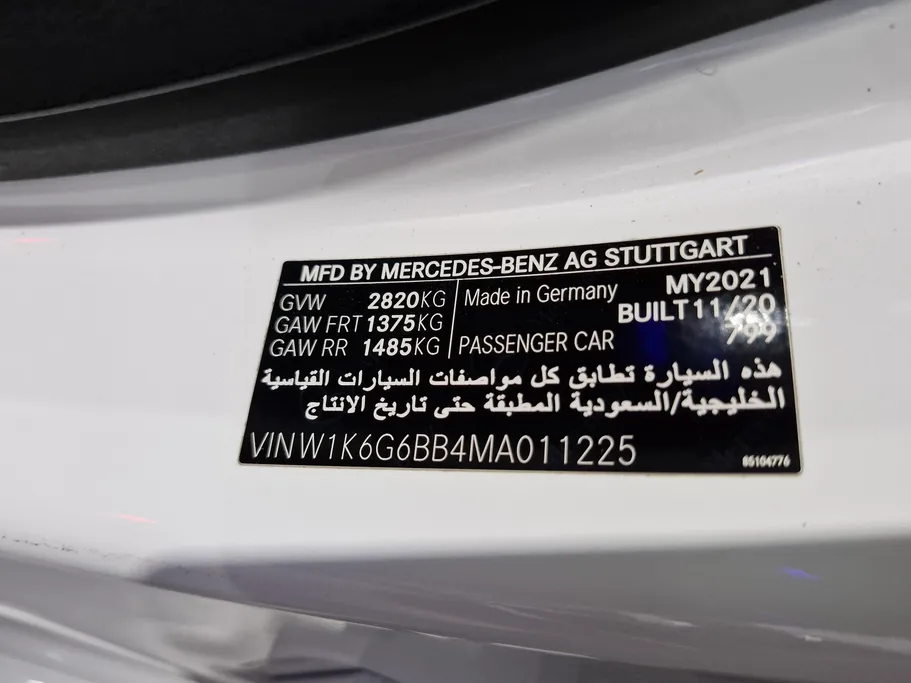 MFD BY MERCEDES-BENZ AG STUTTGART
GVW 2820KG Made in Germany MY2021
GAW FRT 1375KG BUILT 11/20
GAW RR 1485KG PASSENGER CAR 799
هذه السيارة تطابق كل مواصفات السيارات القياسية
الخليجية/السعودية المطبقة حتى تاريخ الانتاج
VIN W1K6G6BB4MA011225
85104776